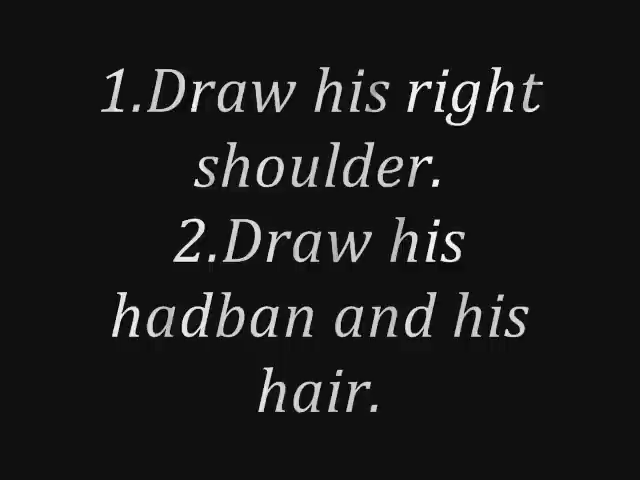 1.Draw his right
shoulder.
2.Draw his
hadban and his
hair.